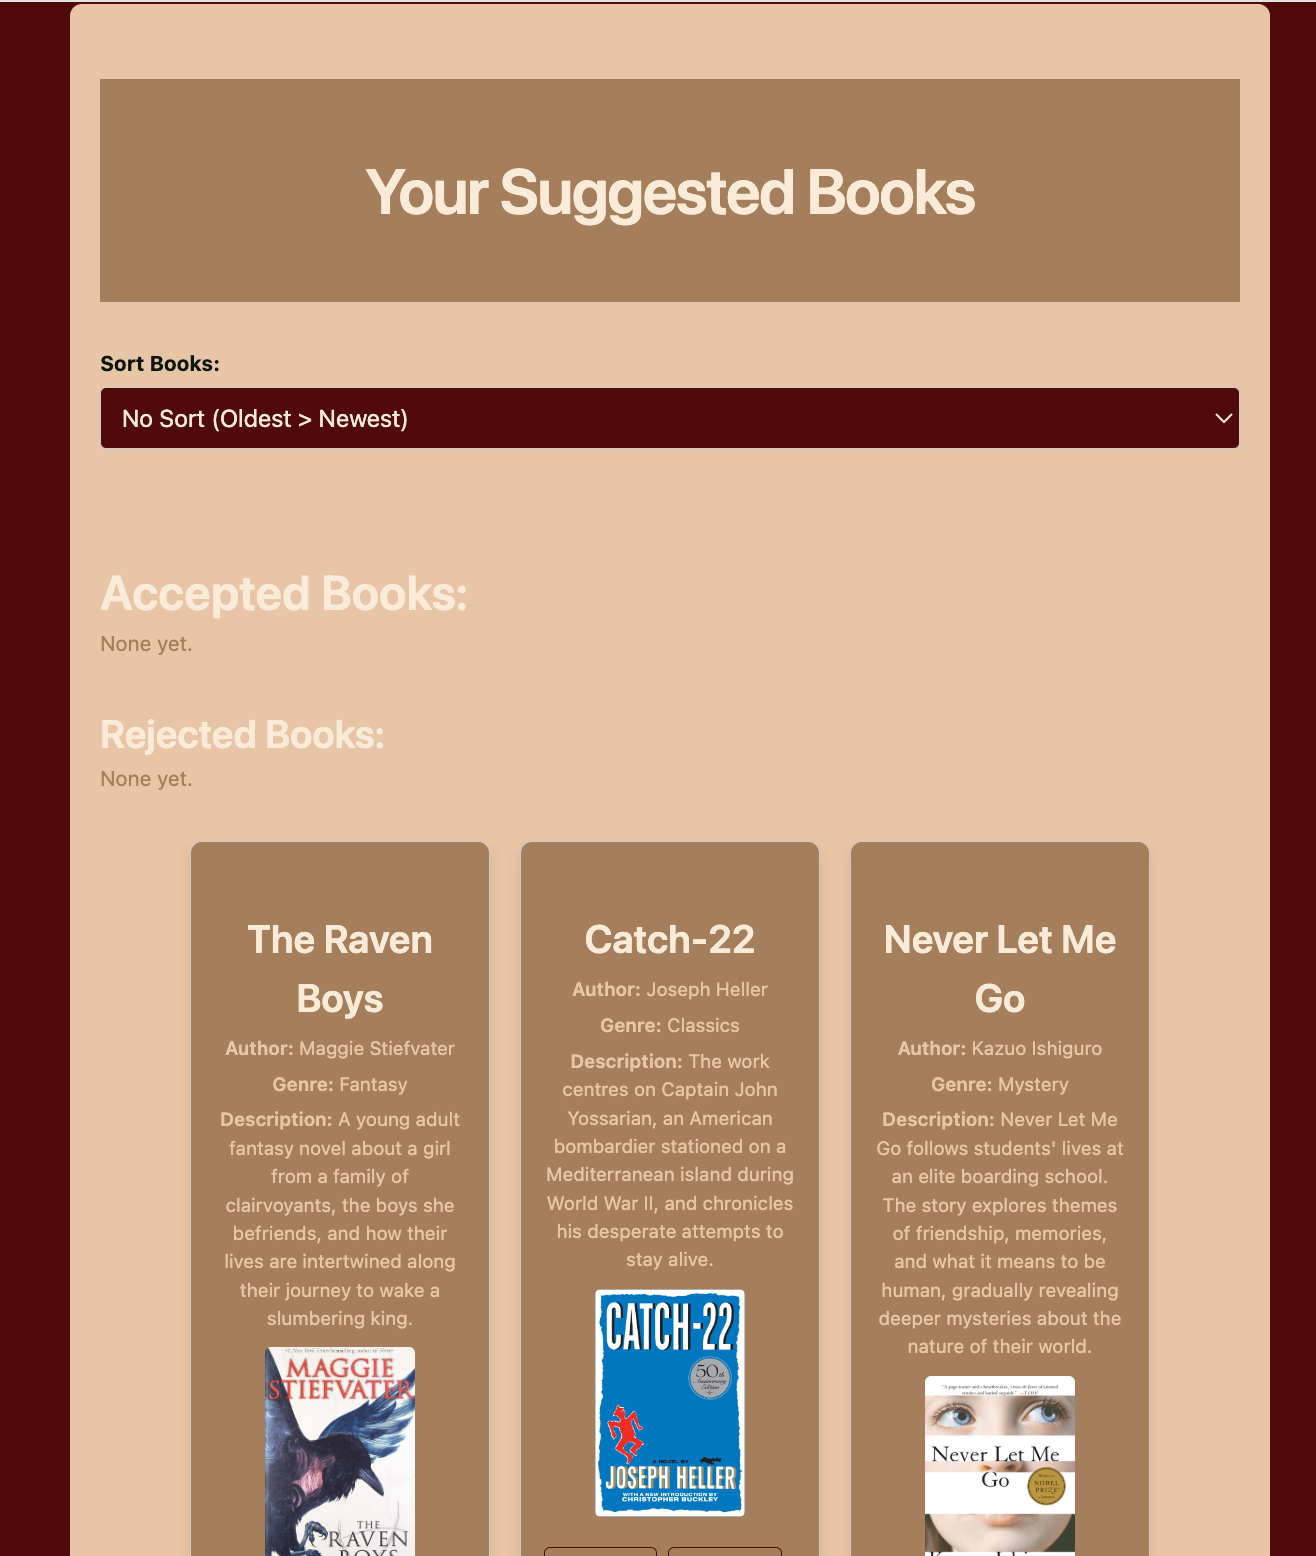 Your Suggested Books
Sort Books:
No Sort (Oldest > Newest)
Accepted Books:
None yet.
Rejected Books:
None yet.
The Raven
Boys
Author: Maggie Stiefvater
Genre: Fantasy
Description: A young adult
fantasy novel about a girl
from a family of
clairvoyants, the boys she
befriends, and how their
lives are intertwined along
their journey to wake a
slumbering king.
MAGGIE
STIEFVATER
THE
RAVEN
BOYS
Catch-22
Author: Joseph Heller
Genre: Classics
Description: The work
centres on Captain John
Yossarian, an American
bombardier stationed on a
Mediterranean island during
World War II, and chronicles
his desperate attempts to
stay alive.
CATCH-22
50th
Anniversary
Edition
A NOVEL BY
JOSEPH HELLER
WITH A NEW INTRODUCTION BY
CHRISTOPHER BUCKLEY
Never Let Me
Go
Author: Kazuo Ishiguro
Genre: Mystery
Description: Never Let Me
Go follows students' lives at
an elite boarding school.
The story explores themes
of friendship, memories,
and what it means to be
human, gradually revealing
deeper mysteries about the
nature of their world.
Never Let Me
Go
NOBEL
PRIZE